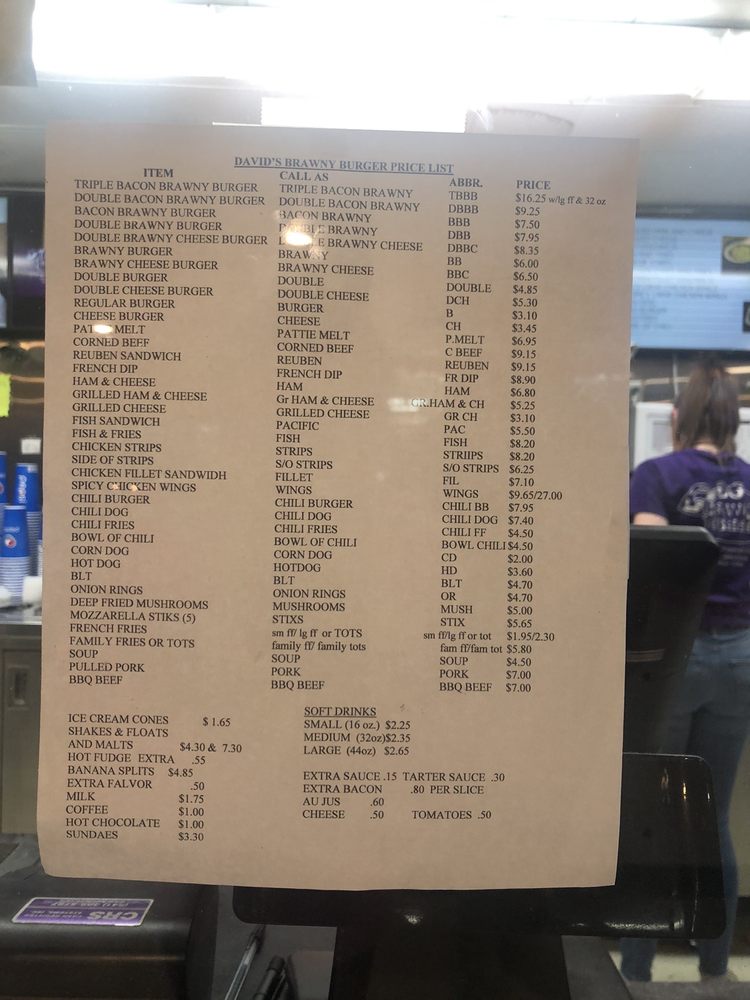 DAVID'S BRAWNY BURGER PRICE LIST
ITEM CALL AS ABBR. PRICE
TRIPLE BACON BRAWNY BURGER TRIPLE BACON BRAWNY TBBB $16.25 w/lg ff & 32 oz
DOUBLE BACON BRAWNY BURGER DOUBLE BACON BRAWNY DBBB $9.25
BACON BRAWNY BURGER BACON BRAWNY BBB $7.50
DOUBLE BRAWNY BURGER DOUBLE BRAWNY DBB $7.95
DOUBLE BRAWNY CHEESE BURGER BRAWNY CHEESE DBBC $8.35
BRAWNY BURGER BRAWNY BB $6.00
BRAWNY CHEESE BURGER BRAWNY CHEESE BBC $6.50
DOUBLE BURGER DOUBLE DOUBLE $4.85
DOUBLE CHEESE BURGER DOUBLE CHEESE DCH $5.30
REGULAR BURGER BURGER B $3.10
CHEESE BURGER CHEESE CH $3.45
MELT PATTIE MELT P.MELT $6.95
CORNED BEFF CORNED BEEF C BEEF $9.15
REUBEN SANDWICH REUBEN REUBEN $9.15
FRENCH DIP FRENCH DIP FR DIP $8.90
HAM & CHEESE HAM HAM $6.80
GRILLED HAM & CHEESE Gr HAM & CHEESE GR.HAM & CH $5.25
GRILLED CHEESE GRILLED CHEESE GR CH $3.10
FISH SANDWICH PACIFIC PAC $5.50
FISH & FRIES FISH FISH $8.20
CHICKEN STRIPS STRIPS STRIIPS $8.20
SIDE OF STRIPS S/O STRIPS S/O STRIPS $6.25
CHICKEN FILLET SANDWIDH FILLET FIL $7.10
SPICY CHICKEN WINGS WINGS WINGS $9.65/27.00
CHILI BURGER CHILI BURGER CHILI BB $7.95
CHILI DOG CHILI DOG CHILI DOG $7.40
CHILI FRIES CHILI FRIES CHILI FF $4.50
BOWL OF CHILI BOWL OF CHILI BOWL CHILI $4.50
CORN DOG CORN DOG CD $2.00
HOT DOG HOTDOG HD $3.60
BLT BLT BLT $4.70
ONION RINGS ONION RINGS OR $4.70
DEEP FRIED MUSHROOMS MUSHROOMS MUSH $5.00
MOZZARELLA STIKS (5) STIXS STIX $5.65
FRENCH FRIES sm ff/ lg ff or TOTS sm ff/lg ff or tot $1.95/2.30
FAMILY FRIES OR TOTS family ff/ family tots fam ff/fam tot $5.80
SOUP SOUP SOUP $4.50
PULLED PORK PORK PORK $7.00
BBQ BEEF BBQ BEEF BBQ BEEF $7.00
ICE CREAM CONES $ 1.65
SHAKES & FLOATS
AND MALTS $4.30 & 7.30
HOT FUDGE EXTRA .55
BANANA SPLITS $4.85
EXTRA FALVOR .50
MILK $1.75
COFFEE $1.00
HOT CHOCOLATE $1.00
SUNDAES $3.30
SOFT DRINKS
SMALL (16 oz.) $2.25
MEDIUM (32oz)$2.35
LARGE (44oz) $2.65
EXTRA SAUCE .15 TARTER SAUCE .30
EXTRA BACON .80 PER SLICE
AU JUS .60
CHEESE .50 TOMATOES .50
pepsi
CRS